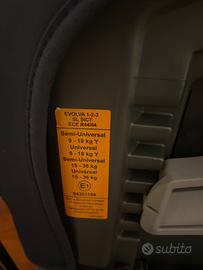 EVOLVA 1-2-3
SL SICT
ECE R44/04
Semi-Universal
9 - 18 kg Y
Universal
9 - 18 kg Y
Semi-Universal
15 - 36 kg
Universal
15 - 36 kg
E1
subito